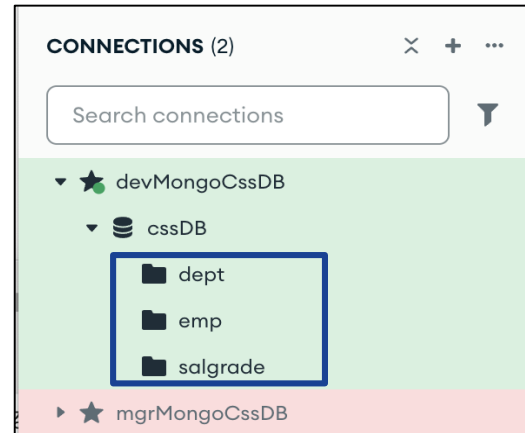 CONNECTIONS (2)
Search connections
devMongoCssDB
cssDB
dept
emp
salgrade
mgrMongoCssDB